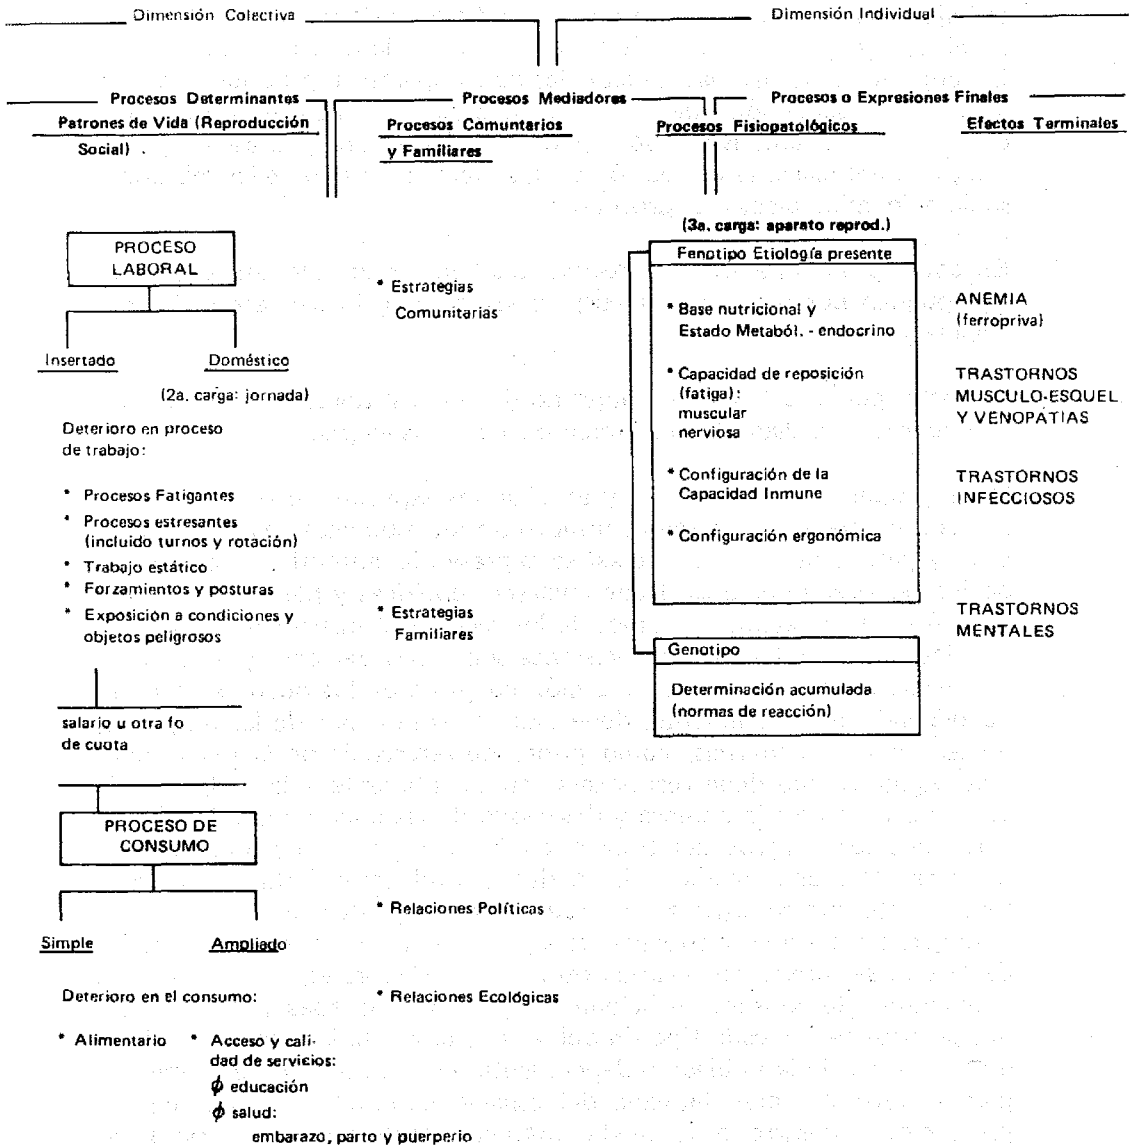 Dimensión Colectiva
Dimensión Individual
Procesos Determinantes
Procesos Mediadores
Procesos o Expresiones Finales
Patrones de Vida (Reproducción
Social) .
Procesos Comuntarios
y Familiares
Procesos Fisiopatológicos
Efectos Terminales
PROCESO
LABORAL
Insertado
Doméstico
(2a. carga: jornada)
Deterioro en proceso
de trabajo:
* Procesos Fatigantes
* Procesos estresantes
(incluido turnos y rotación)
* Trabajo estático
* Forzamientos y posturas
* Exposición a condiciones y
objetos peligrosos
salario u otra fo
de cuota
PROCESO DE
CONSUMO
Simple
Ampliado
Deterioro en el consumo:
* Alimentario
* Acceso y cali-
dad de servicios:
ϕ educación
ϕ salud:
embarazo, parto y puerperio
* Estrategias
Comunitarias
* Estrategias
Familiares
* Relaciones Políticas
* Relaciones Ecológicas
(3a. carga: aparato reprod.)
Fenotipo Etiología presente
* Base nutricional y
Estado Metaból. - endocrino
* Capacidad de reposición
(fatiga):
muscular
nerviosa
* Configuración de la
Capacidad Inmune
* Configuración ergonómica
Genotipo
Determinación acumulada
(normas de reacción)
ANEMIA
(ferropriva)
TRASTORNOS
MUSCULO-ESQUEL
Y VENOPATIAS
TRASTORNOS
INFECCIOSOS
TRASTORNOS
MENTALES